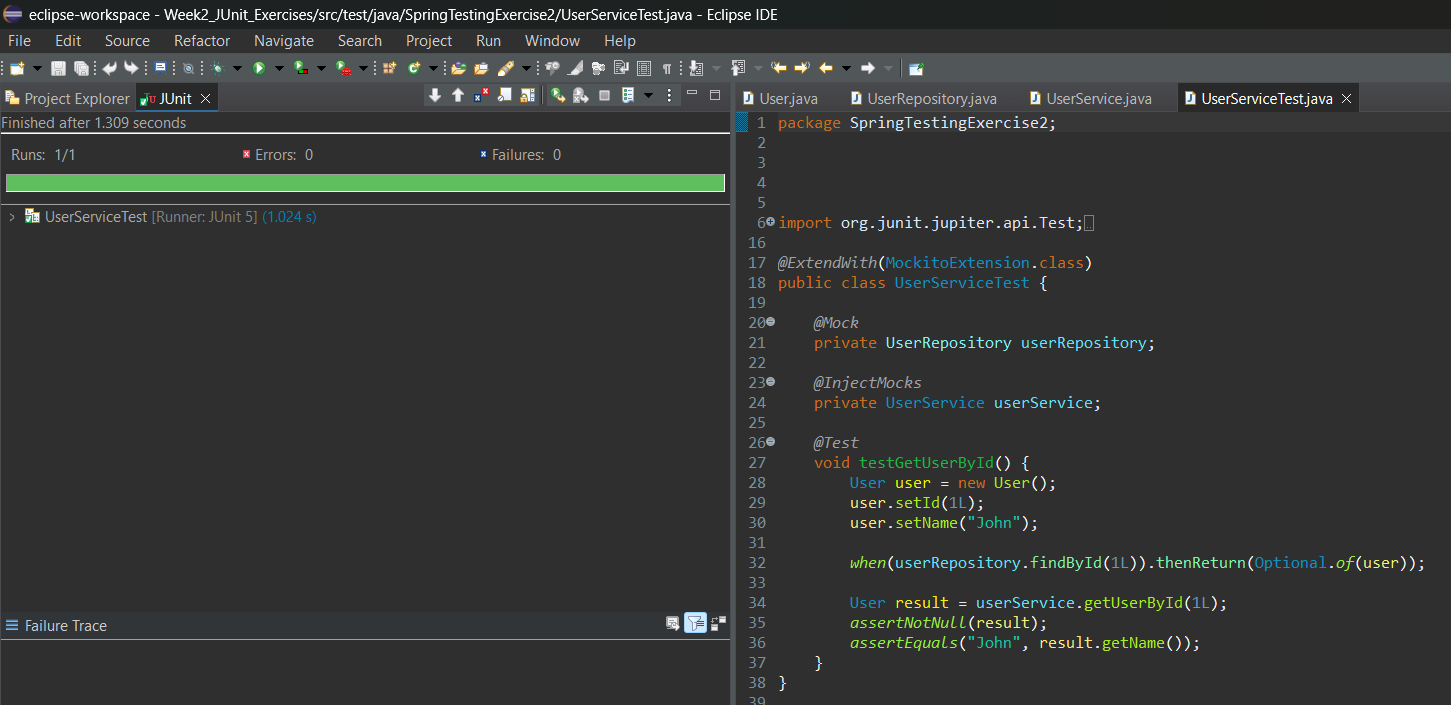 eclipse-workspace - Week2_JUnit_Exercises/src/test/java/SpringTestingExercise2/UserServiceTest.java - Eclipse IDE
File Edit Source Refactor Navigate Search Project Run Window Help
Project Explorer JUnit
Finished after 1.309 seconds
Runs: 1/1 Errors: 0 Failures: 0
UserServiceTest [Runner: JUnit 5] (1.024 s)
Failure Trace
User.java UserRepository.java UserService.java UserServiceTest.java
1 package SpringTestingExercise2;
2
3
4
5
6 import org.junit.jupiter.api.Test;
16
17 @ExtendWith(MockitoExtension.class)
18 public class UserServiceTest {
19
20     @Mock
21     private UserRepository userRepository;
22
23     @InjectMocks
24     private UserService userService;
25
26     @Test
27     void testGetUserById() {
28         User user = new User();
29         user.setId(1L);
30         user.setName("John");
31
32         when(userRepository.findById(1L)).thenReturn(Optional.of(user));
33
34         User result = userService.getUserById(1L);
35         assertNotNull(result);
36         assertEquals("John", result.getName());
37     }
38 }
39